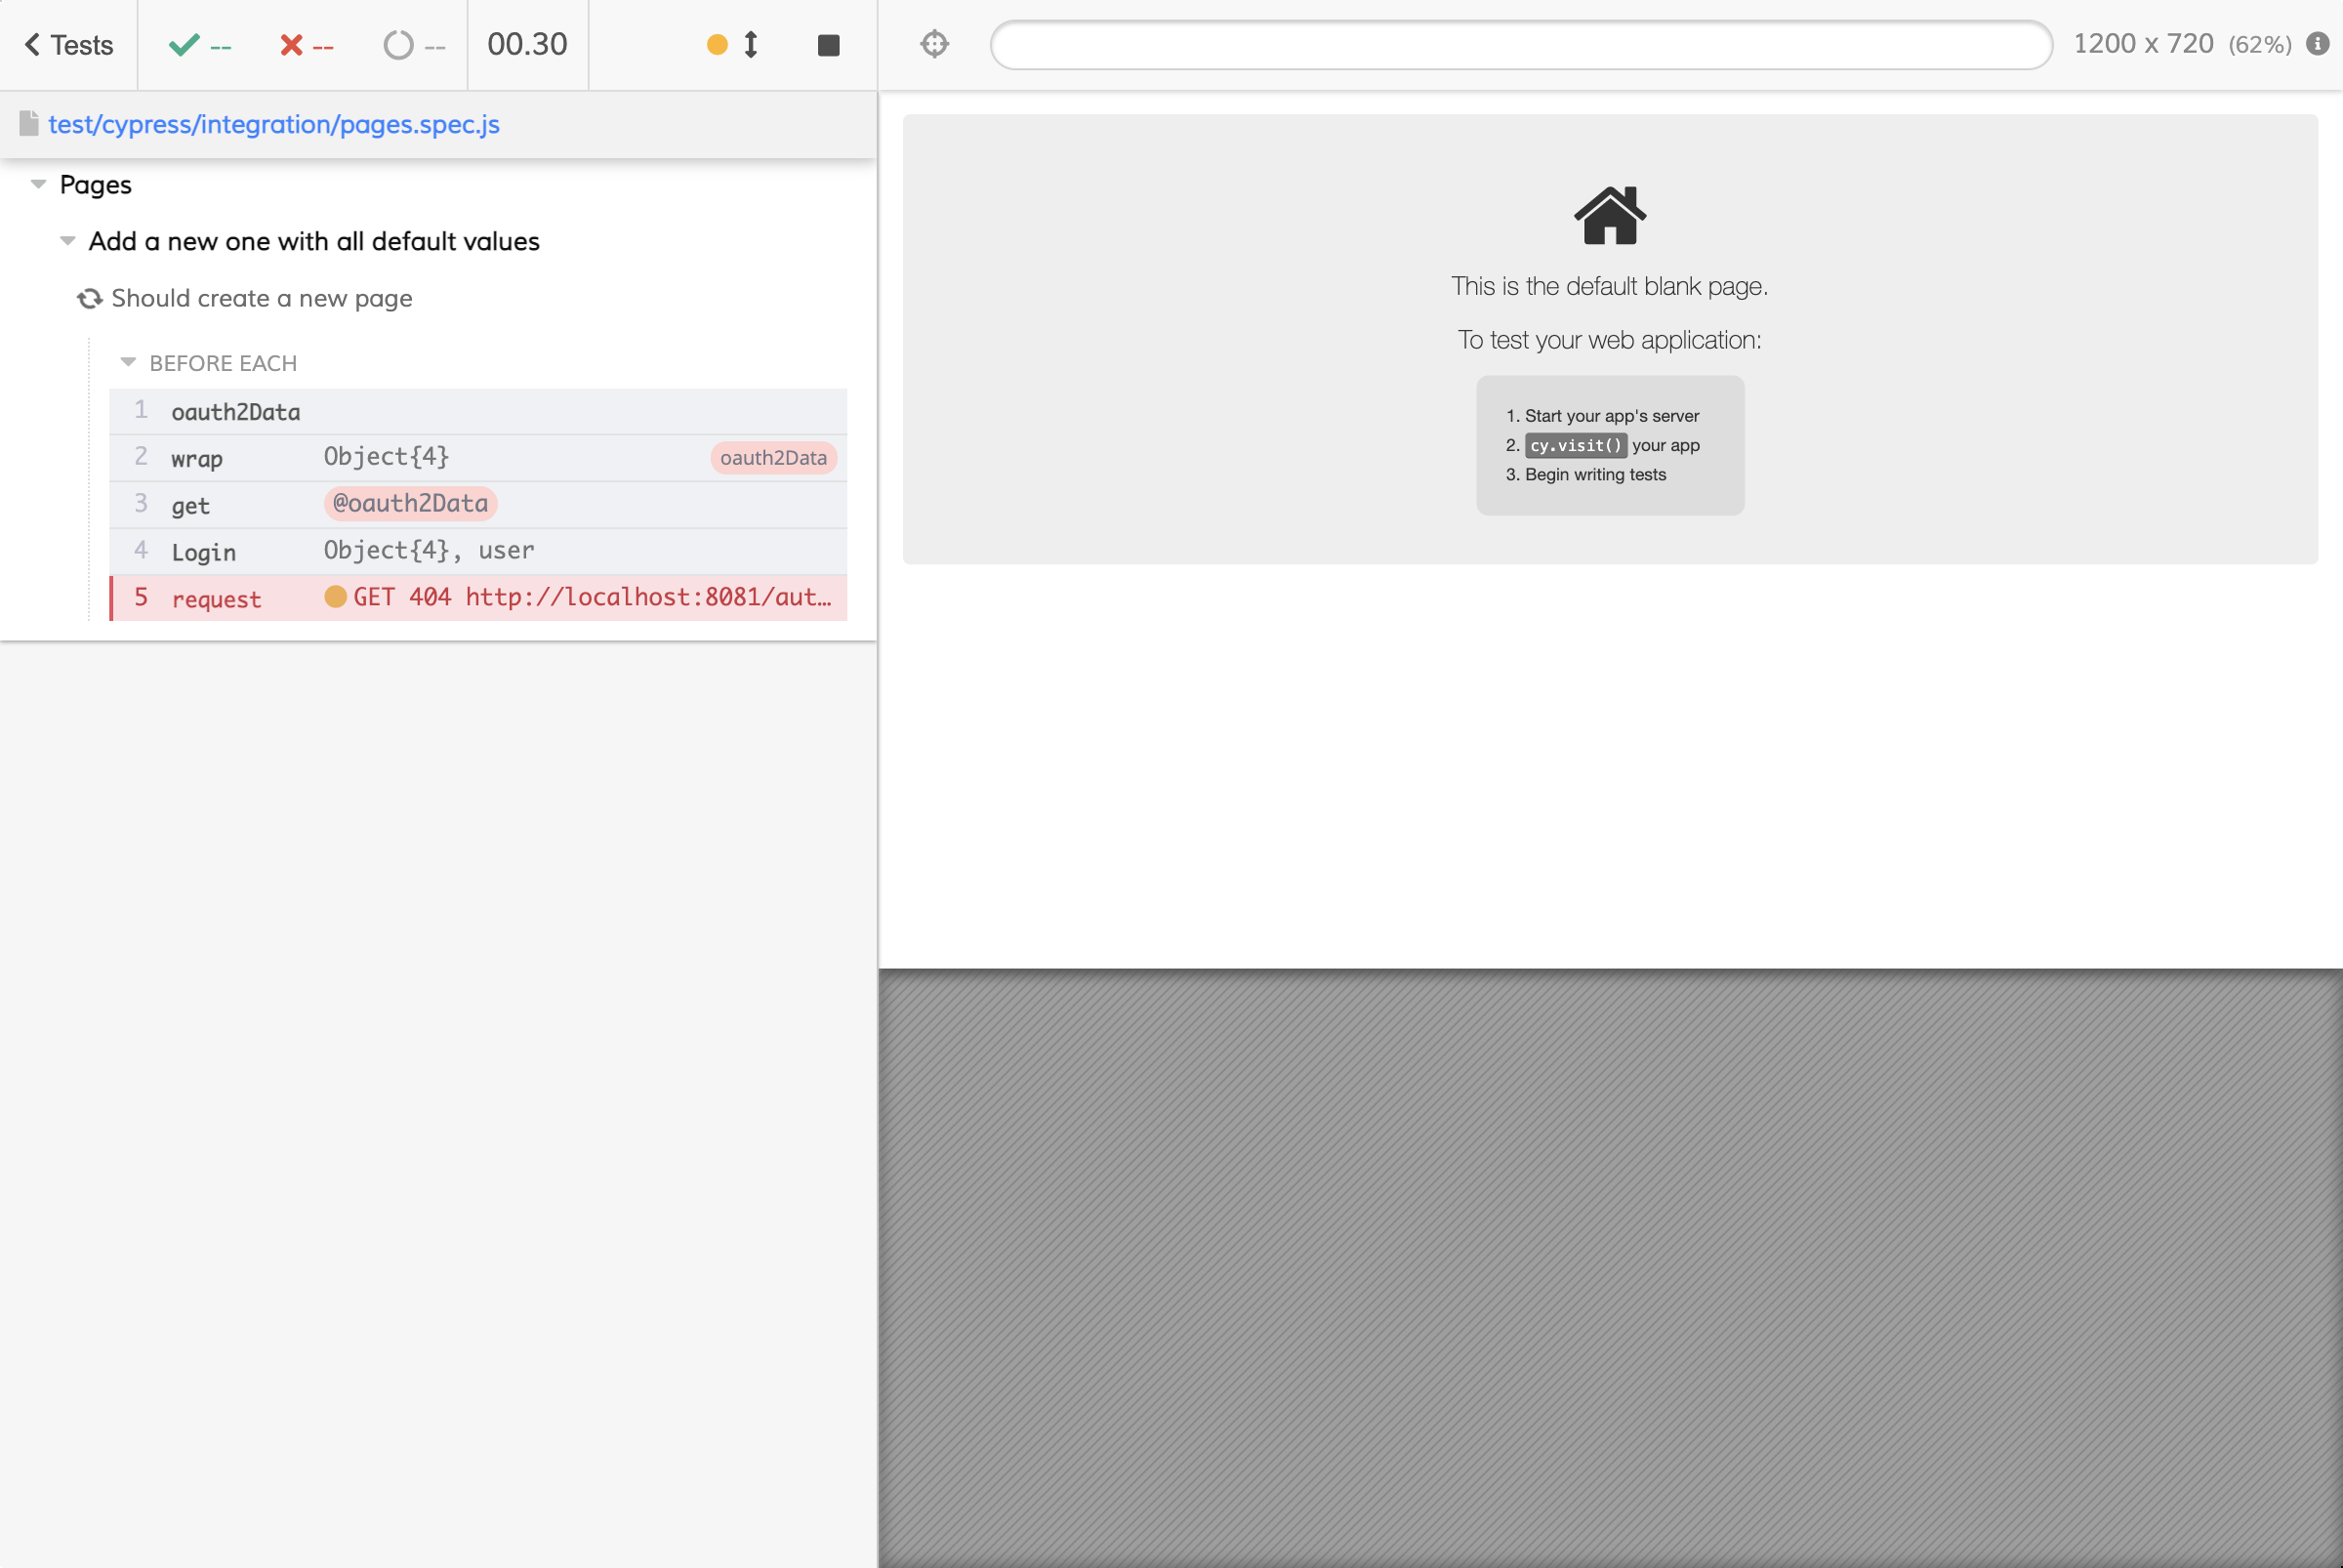 Tests -- -- -- 00.30 1200 x 720 (62%)
test/cypress/integration/pages.spec.js
Pages
Add a new one with all default values
Should create a new page
BEFORE EACH
1 oauth2Data
2 wrap Object{4} oauth2Data
3 get @oauth2Data
4 Login Object{4}, user
5 request GET 404 http://localhost:8081/aut…
This is the default blank page.
To test your web application:
1. Start your app's server
2. cy.visit() your app
3. Begin writing tests